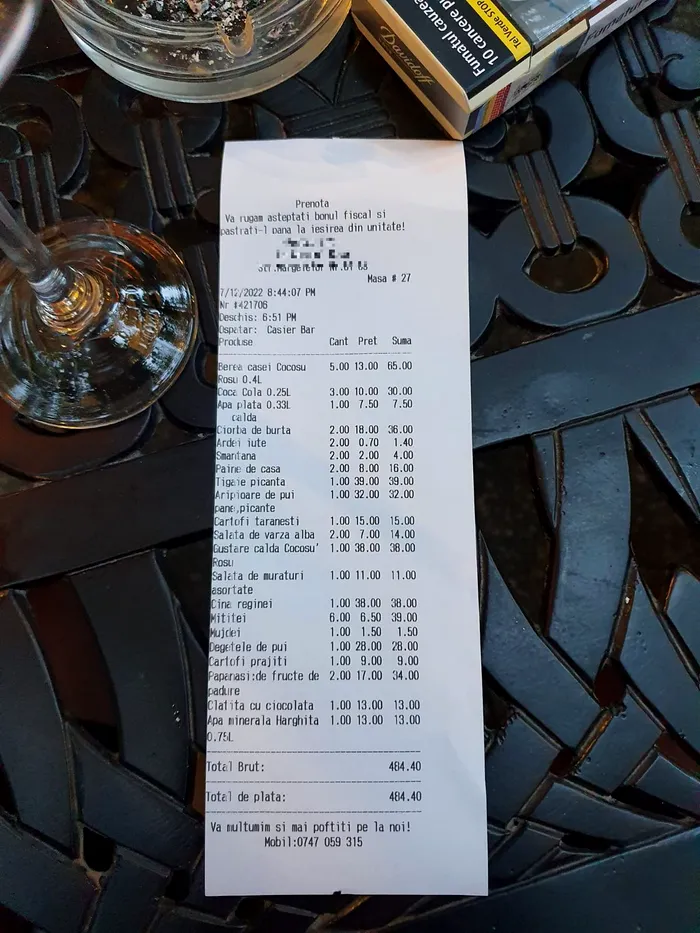 Davidoff
Fumatul cauzea
10 cancere p
Tel Verde STOP
Prenota
Va rugam asteptati bonul fiscal si
pastrati-l pana la iesirea din unitate!
Str.Margaretelor Nr.61 68
Masa # 27
7/12/2022 8:44:07 PM
Nr #421706
Deschis: 6:51 PM
Ospatar: Casier Bar
Produse Cant Pret Suma
Berea casei Cocosu 5.00 13.00 65.00
Rosu 0.4L
Coca Cola 0.25L 3.00 10.00 30.00
Apa plata 0.33L 1.00 7.50 7.50
calda
Ciorba de burta 2.00 18.00 36.00
Ardei iute 2.00 0.70 1.40
Smantana 2.00 2.00 4.00
Paine de casa 2.00 8.00 16.00
Tigaie picanta 1.00 39.00 39.00
Aripioare de pui 1.00 32.00 32.00
pane,picante
Cartofi taranesti 1.00 15.00 15.00
Salata de varza alba 2.00 7.00 14.00
Gustare calda Cocosu' 1.00 38.00 38.00
Rosu
Salata de muraturi 1.00 11.00 11.00
asortate
Cina reginei 1.00 38.00 38.00
Mititei 6.00 6.50 39.00
Mujdei 1.00 1.50 1.50
Degetele de pui 1.00 28.00 28.00
Cartofi prajiti 1.00 9.00 9.00
Papanasi:de fructe de 2.00 17.00 34.00
padure
Clatita cu ciocolata 1.00 13.00 13.00
Apa minerala Harghita 1.00 13.00 13.00
0.75L
Total Brut: 484.40
Total de plata: 484.40
Va multumim si mai poftiti pe la noi!
Mobil:0747 059 315